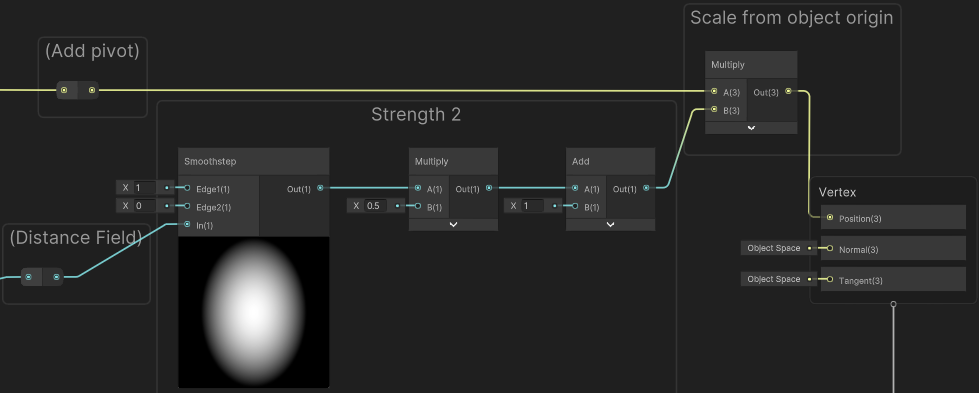 Scale from object origin
(Add pivot)
Multiply
A(3) Out(3)
B(3)
Strength 2
Smoothstep
Multiply
Add
X 1 Edge1(1) Out(1)
A(1) Out(1)
A(1) Out(1)
X 0 Edge2(1)
X 0.5 B(1)
X 1 B(1)
In(1)
(Distance Field)
Vertex
Position(3)
Object Space Normal(3)
Object Space Tangent(3)